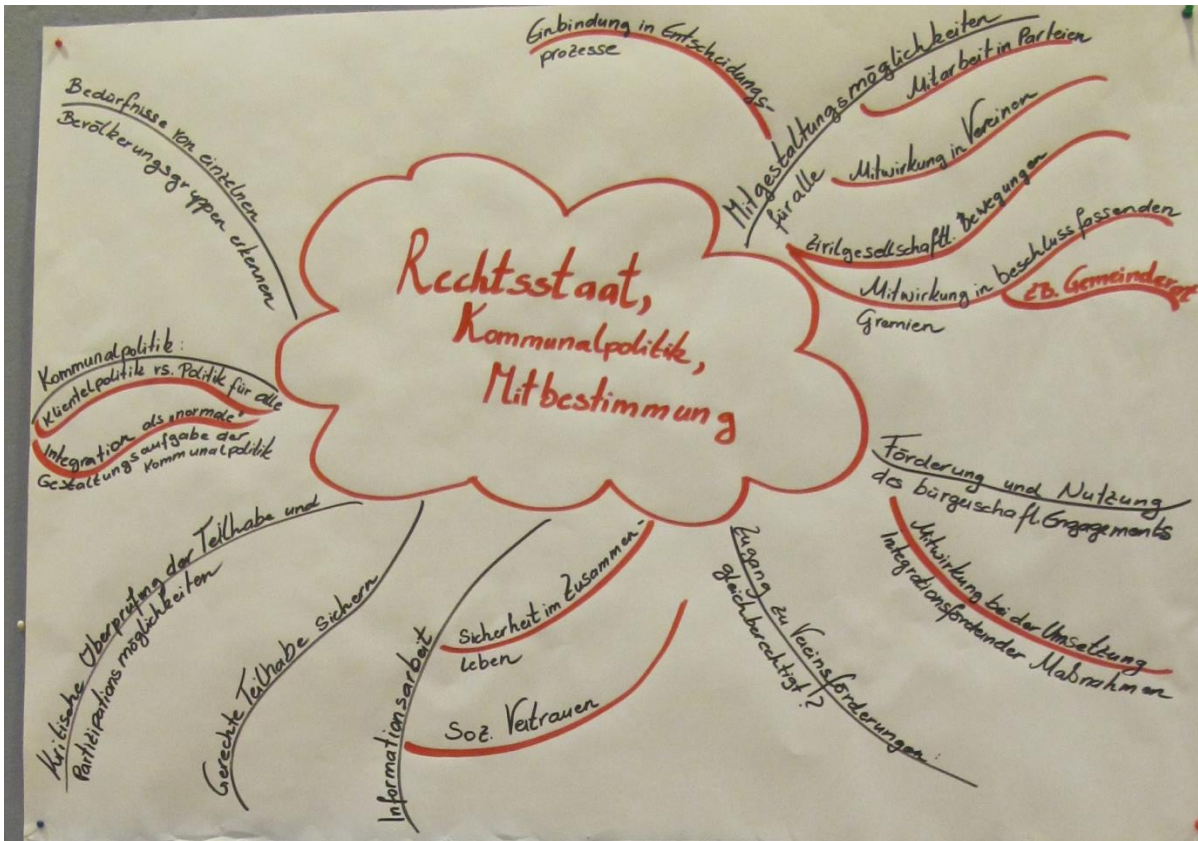 Rechtsstaat,
Kommunalpolitik,
Mitbestimmung
Bedürfnisse von einzelnen
Bevölkerungsgruppen erkennen
Kommunalpolitik:
Klientelpolitik vs. Politik für alle
Integration als „normale"
Gestaltungsaufgabe der
Kommunalpolitik
Kritische Überprüfung der Teilhabe und
Partizipationsmöglichkeiten
Gerechte Teilhabe sichern
Informationsarbeit
Sicherheit im Zusammen-
leben
Soz. Vertrauen
Zugang zu Vereinsförderungen:
gleichberechtigt?
Förderung und Nutzung
des bürgerschaftl. Engagements
Mitwirkung bei der Umsetzung
Integrationsfördernder Maßnahmen
Mitgestaltungsmöglichkeiten
für alle
Einbindung in Entscheidungs-
prozesse
Mitarbeit in Parteien
Mitwirkung in Vereinen
Zivilgesellschaftl. Bewegungen
Mitwirkung in beschlussfassenden
Gremien
z.B. Gemeinderat